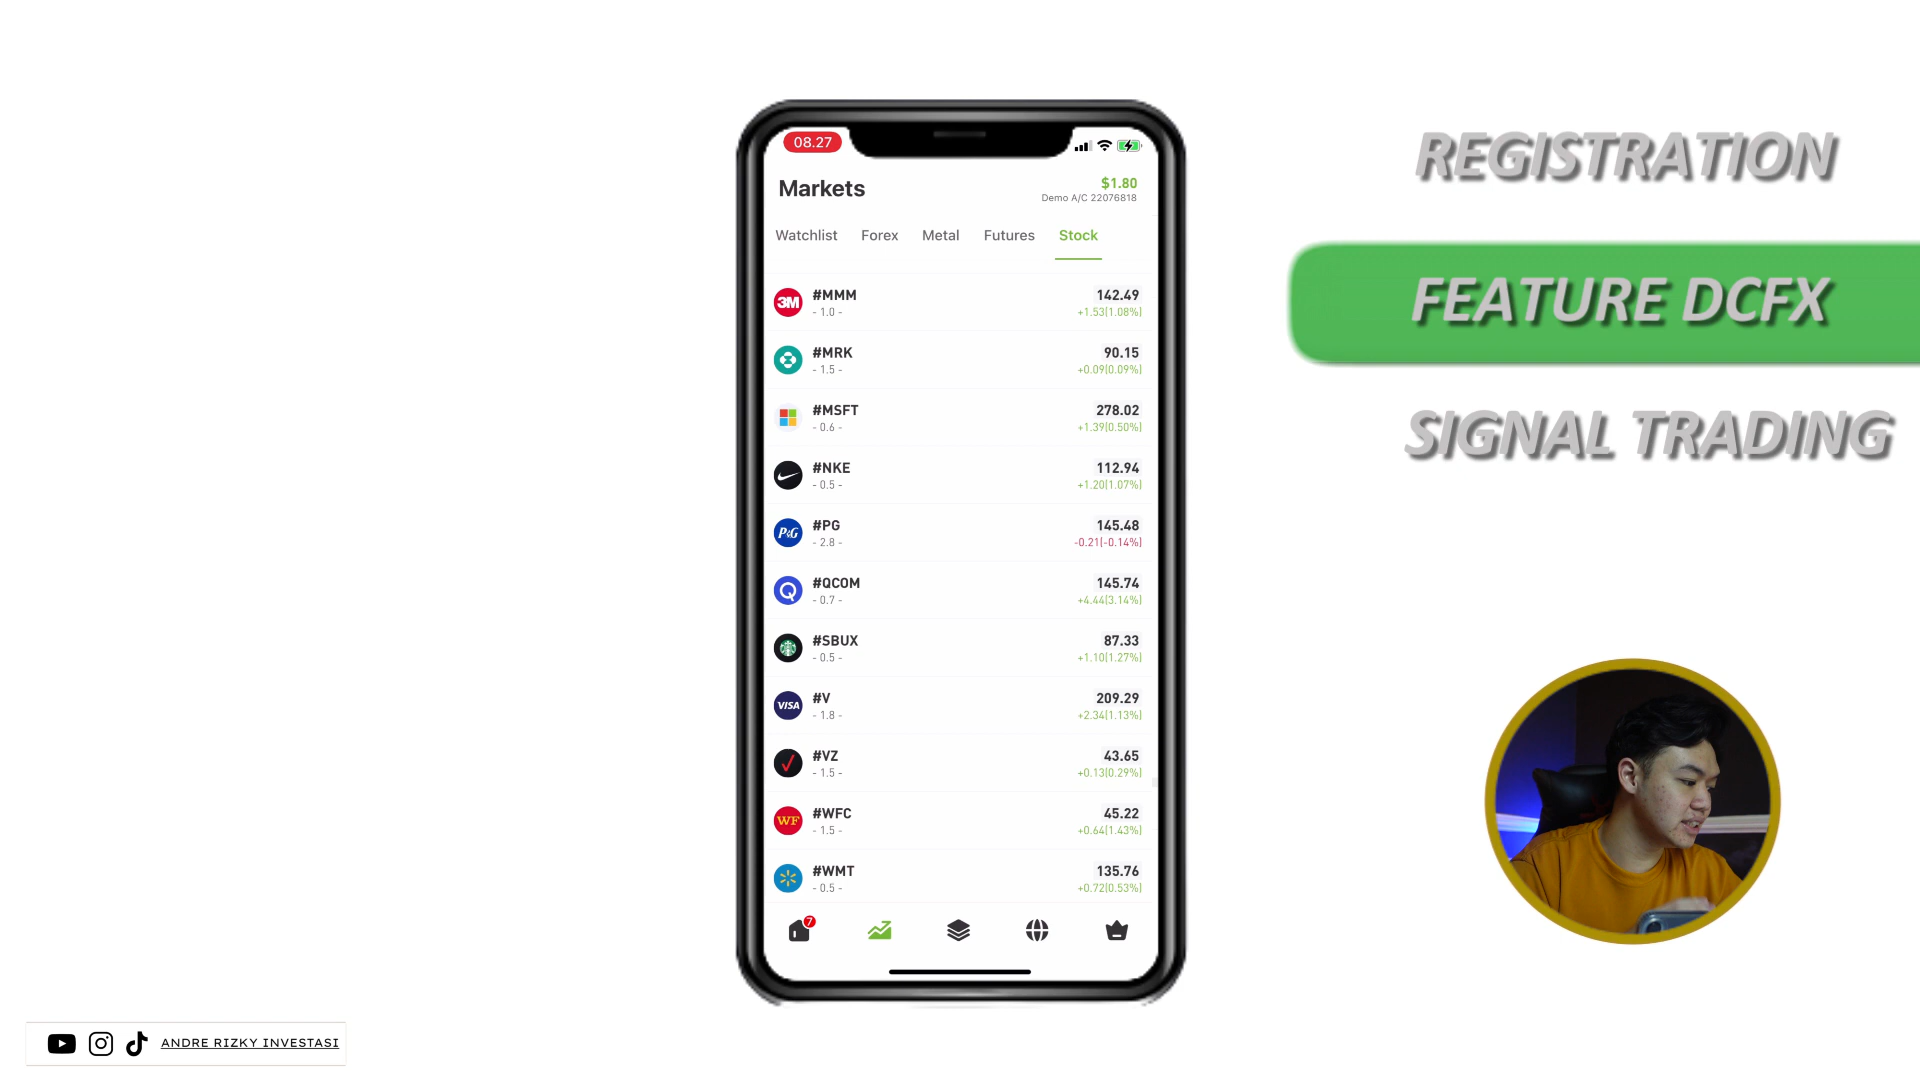 08.27
Markets
$1.80
Demo A/C 22076818
Watchlist Forex Metal Futures Stock
3M
#MMM 142.49
- 1.0 - +1.53(1.08%)
#MRK 90.15
- 1.5 - +0.09(0.09%)
#MSFT 278.02
- 0.6 - +1.39(0.50%)
#NKE 112.94
- 0.5 - +1.20(1.07%)
P&G
#PG 145.48
- 2.8 - -0.21(-0.14%)
#QCOM 145.74
- 0.7 - +4.44(3.14%)
#SBUX 87.33
- 0.5 - +1.10(1.27%)
VISA
#V 209.29
- 1.8 - +2.34(1.13%)
#VZ 43.65
- 1.5 - +0.13(0.29%)
WF
#WFC 45.22
- 1.5 - +0.64(1.43%)
#WMT 135.76
- 0.5 - +0.72(0.53%)
7
REGISTRATION
FEATURE DCFX
SIGNAL TRADING
ANDRE RIZKY INVESTASI